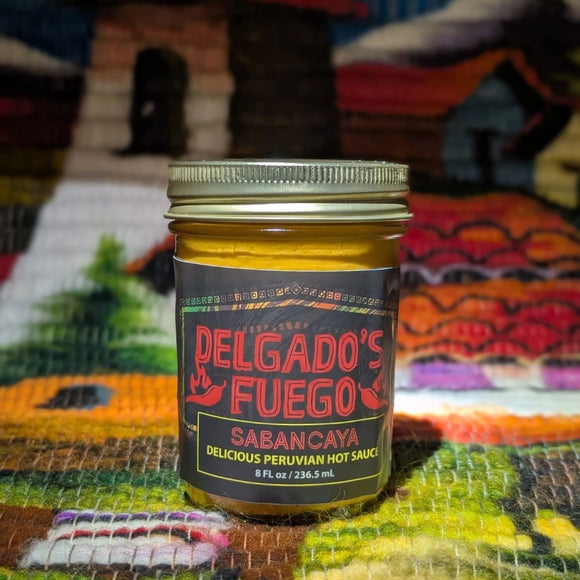 DELGADO'S
FUEGO
SABANCAYA
DELICIOUS PERUVIAN HOT SAUCE
8 FL oz / 236.5 mL